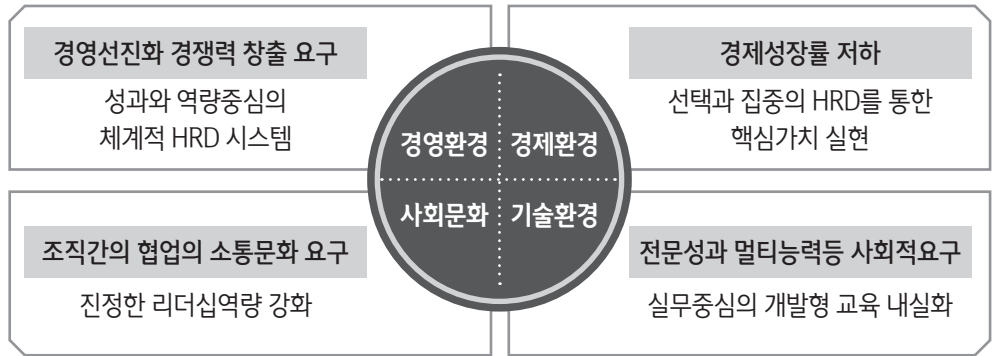 경영선진화 경쟁력 창출 요구
성과와 역량중심의
체계적 HRD 시스템
경제성장률 저하
선택과 집중의 HRD를 통한
핵심가치 실현
경영환경
경제환경
사회문화
기술환경
조직간의 협업의 소통문화 요구
진정한 리더십역량 강화
전문성과 멀티능력등 사회적요구
실무중심의 개발형 교육 내실화